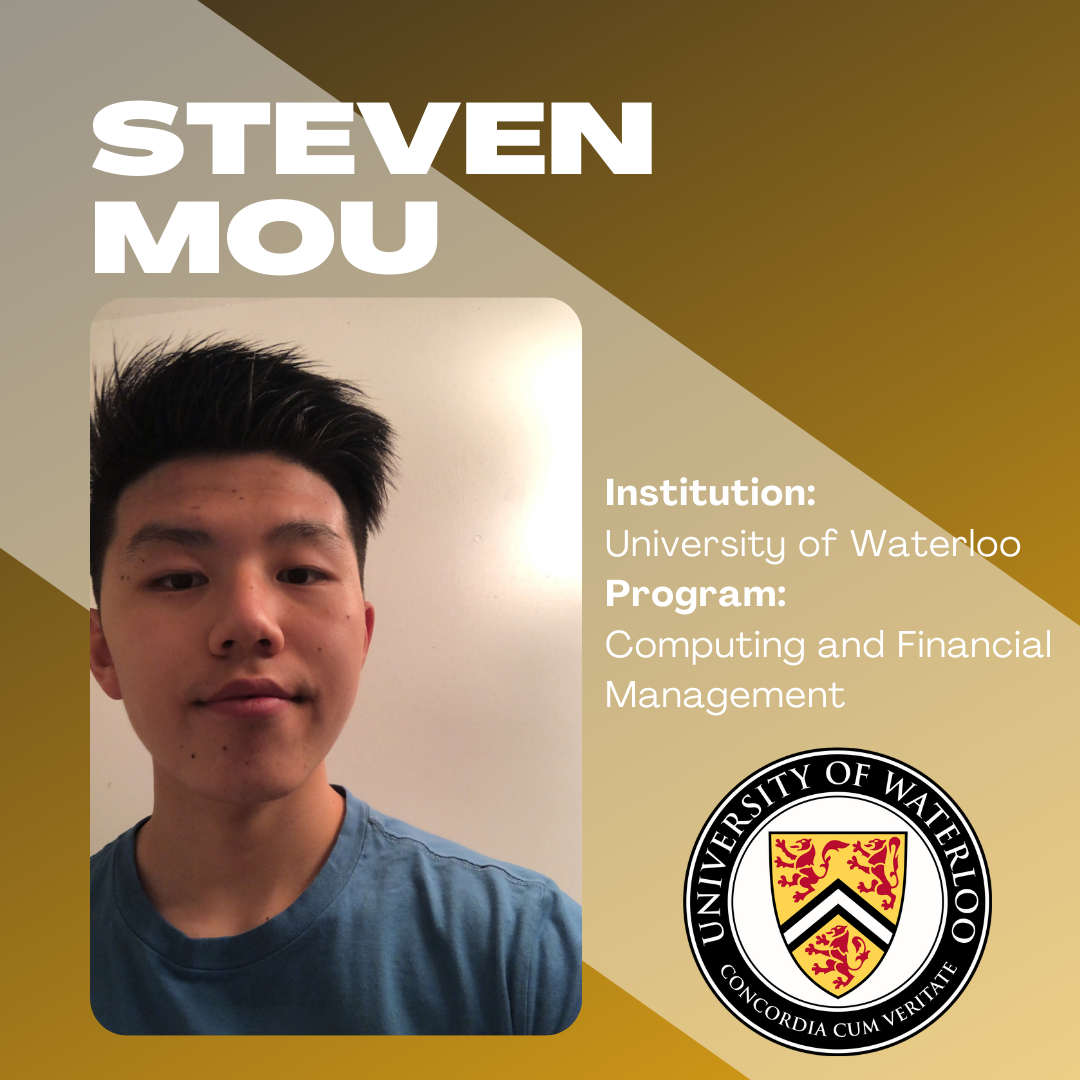 STEVEN
MOU
Institution:
University of Waterloo
Program:
Computing and Financial
Management
UNIVERSITY OF WATERLOO
CONCORDIA CUM VERITATE